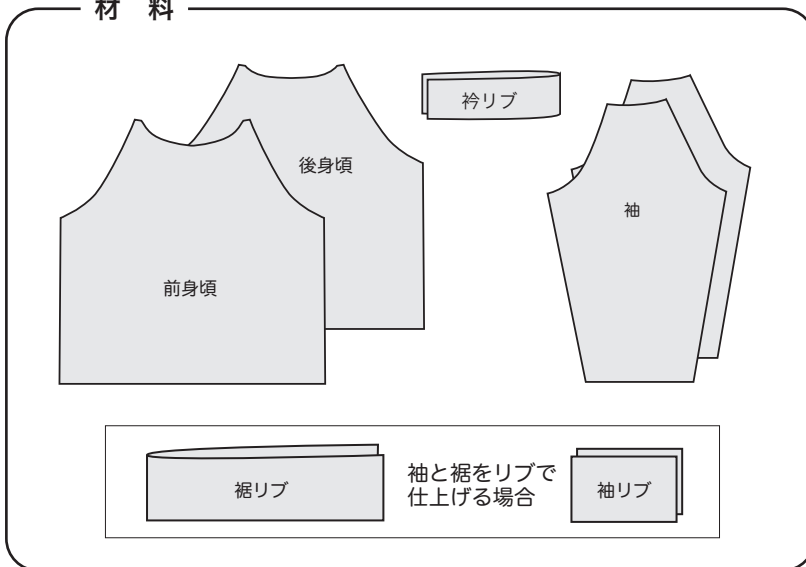 材 料
衿リブ
後身頃
袖
前身頃
裾リブ
袖と裾をリブで
仕上げる場合
袖リブ